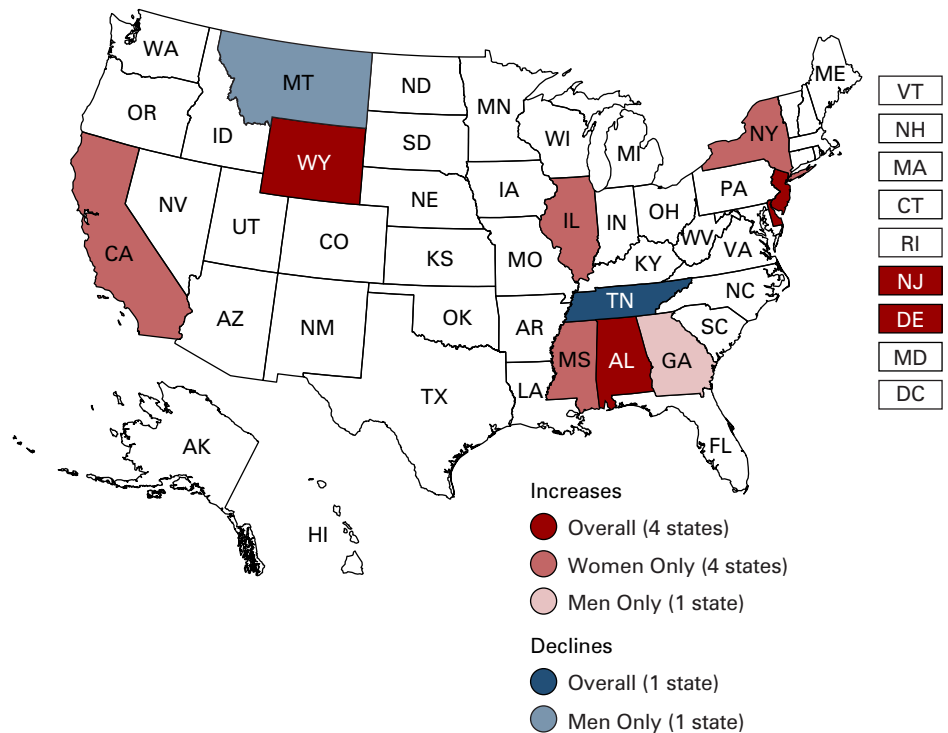 WA
MT
ND
MN
ME
OR
ID
WY
SD
WI
MI
NY
VT
NH
MA
CT
RI
NJ
DE
MD
DC
NV
UT
CO
NE
IA
IL
IN
OH
PA
CA
AZ
NM
KS
MO
KY
WV
VA
OK
AR
TN
NC
SC
TX
LA
MS
AL
GA
FL
AK
HI
Increases
Overall (4 states)
Women Only (4 states)
Men Only (1 state)
Declines
Overall (1 state)
Men Only (1 state)